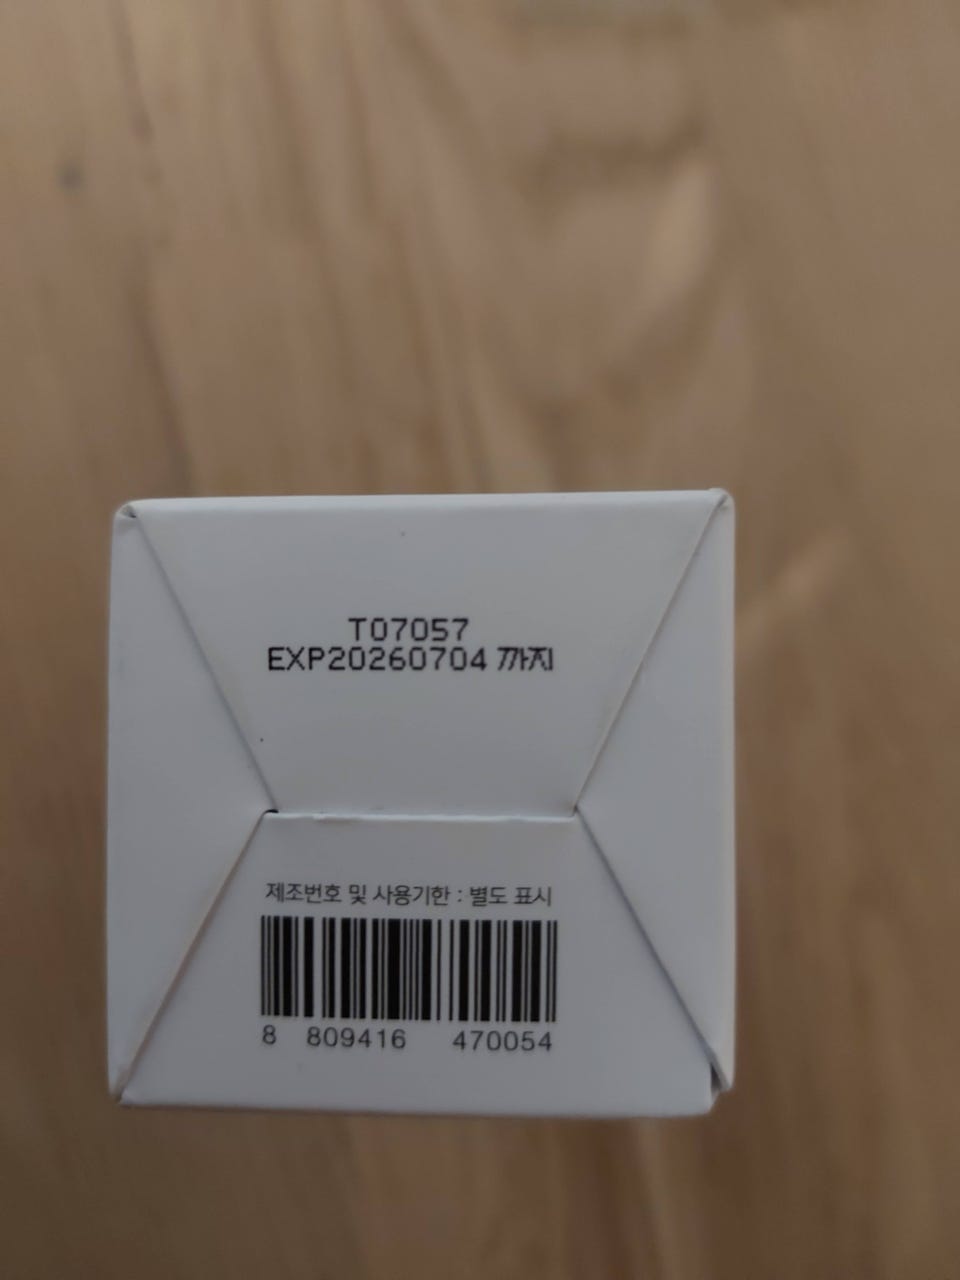 T07057
EXP20260704 까지
제조번호 및 사용기한 : 별도 표시
8 809416 470054